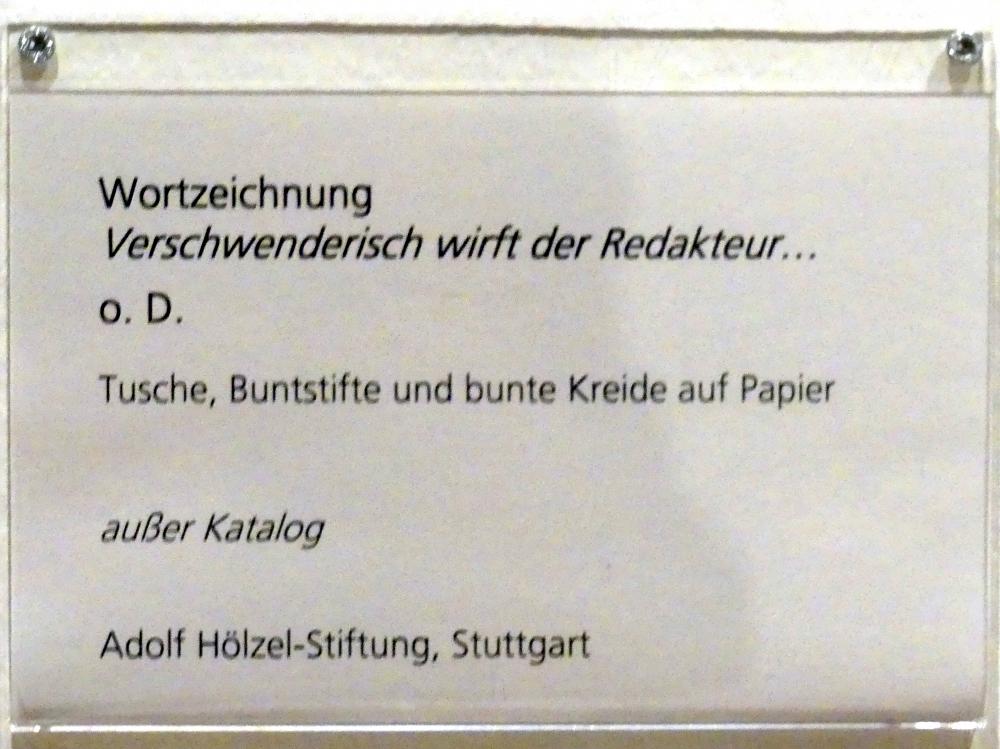 Wortzeichnung
Verschwenderisch wirft der Redakteur...
o. D.
Tusche, Buntstifte und bunte Kreide auf Papier
außer Katalog
Adolf Hölzel-Stiftung, Stuttgart